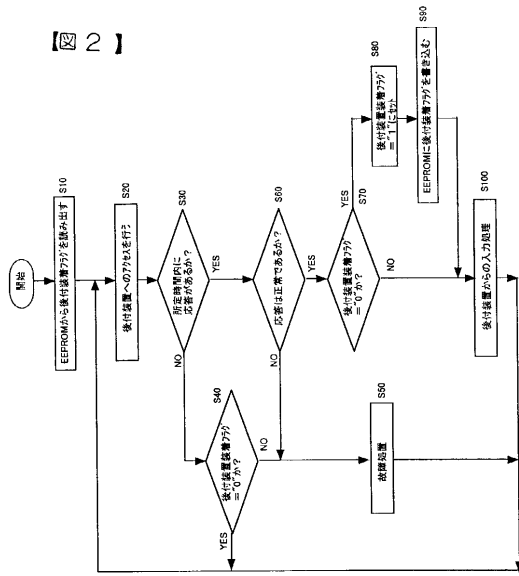 【図2】
開始
S10
EEPROMから後付装着フラグを読み出す
S20
後付装置へのアクセスを行う
S30
所定時間内に
応答があるか?
YES
NO
S40
後付装置装着フラグ
="0"か?
YES
NO
S50
故障処置
S60
応答は正常であるか?
YES
NO
S70
後付装置装着フラグ
="0"か?
YES
NO
S80
後付装置装着フラグ
="1"にセット
S90
EEPROMに後付装着フラグを書き込む
S100
後付装置からの入力処理